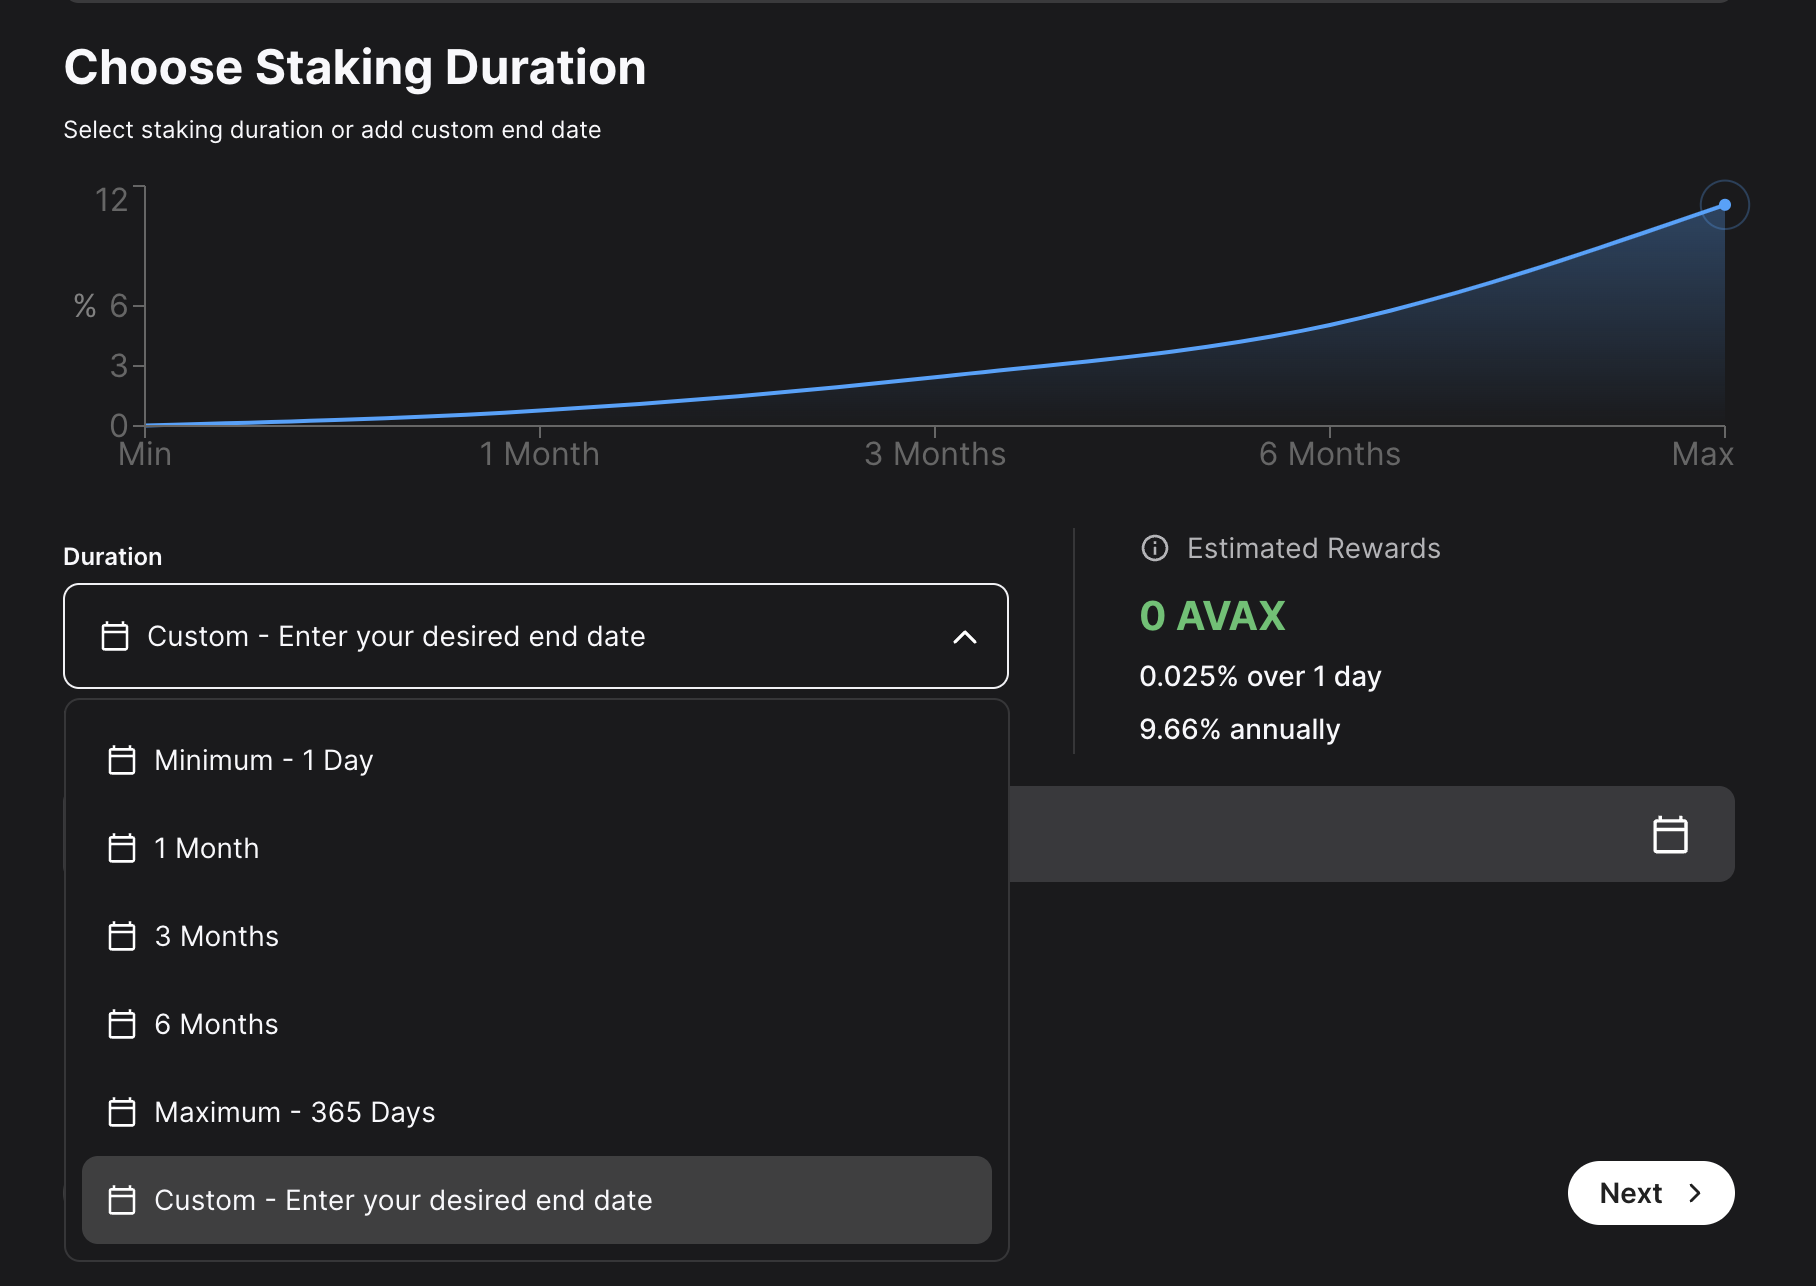 Choose Staking Duration
Select staking duration or add custom end date
12
% 6
3
0
Min 1 Month 3 Months 6 Months Max
Duration
Custom - Enter your desired end date
Minimum - 1 Day
1 Month
3 Months
6 Months
Maximum - 365 Days
Custom - Enter your desired end date
Estimated Rewards
0 AVAX
0.025% over 1 day
9.66% annually
Next